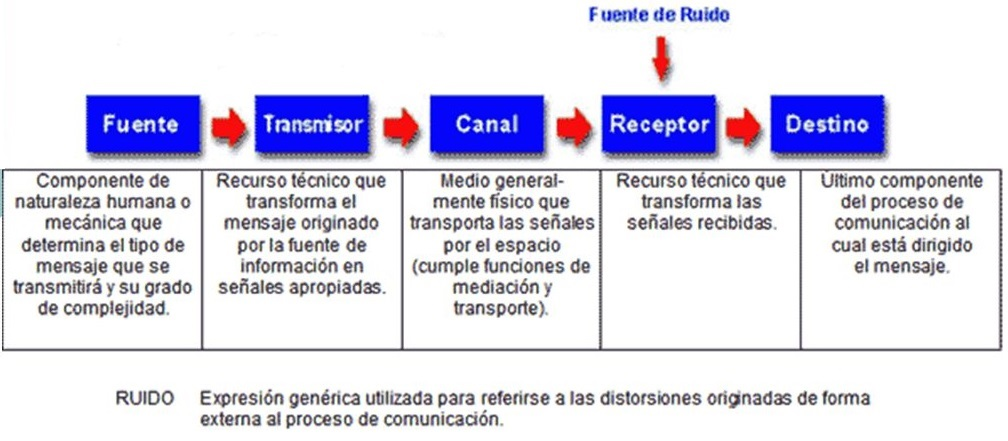 Fuente de Ruido
Fuente
Transmisor
Canal
Receptor
Destino
Componente de
naturaleza humana o
mecánica que
determina el tipo de
mensaje que se
transmitirá y su grado
de complejidad.
Recurso técnico que
transforma el
mensaje originado
por la fuente de
información en
señales apropiadas.
Medio general-
mente físico que
transporta las señales
por el espacio
(cumple funciones de
mediación y
transporte).
Recurso técnico que
transforma las
señales recibidas.
Último componente
del proceso de
comunicación al
cual está dirigido
el mensaje.
RUIDO Expresión genérica utilizada para referirse a las distorsiones originadas de forma
externa al proceso de comunicación.